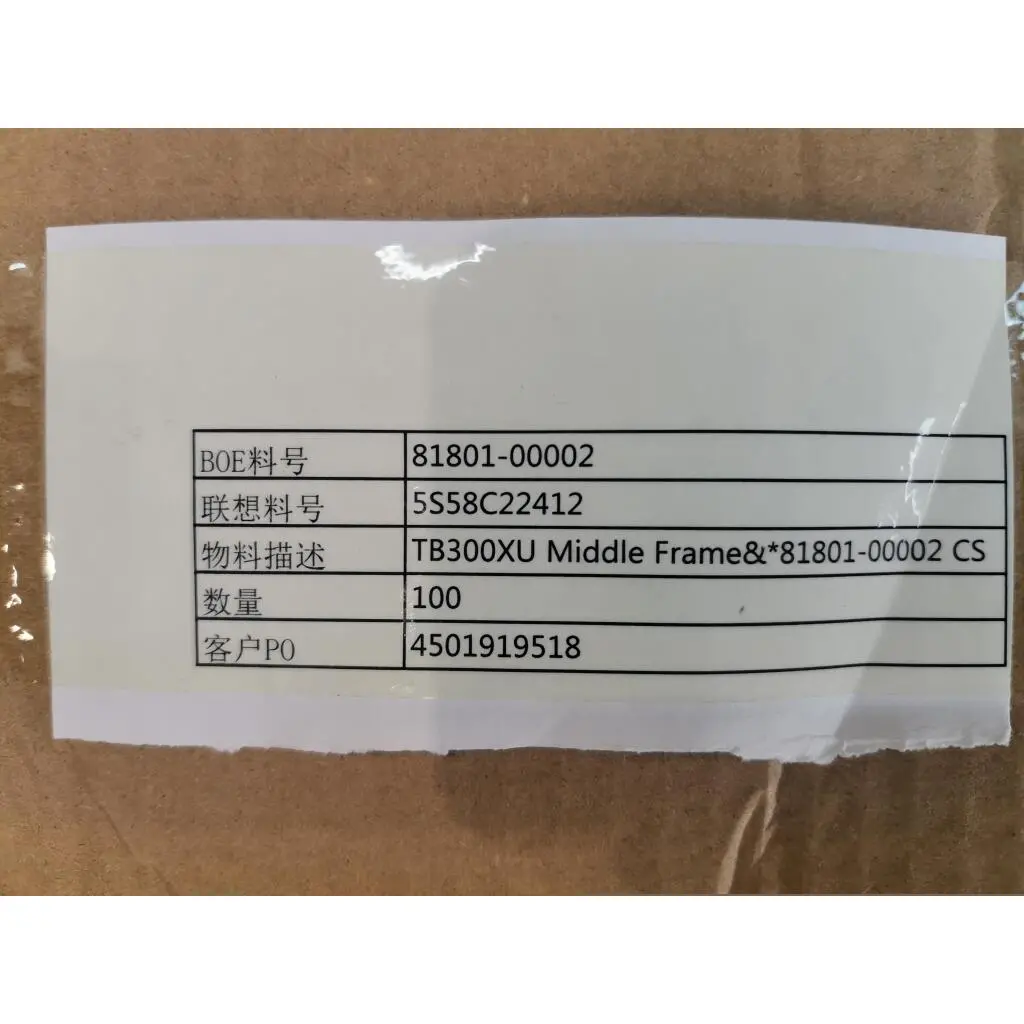 BOE料号 81801-00002
联想料号 5S58C22412
物料描述 TB300XU Middle Frame&*81801-00002 CS
数量 100
客户PO 4501919518